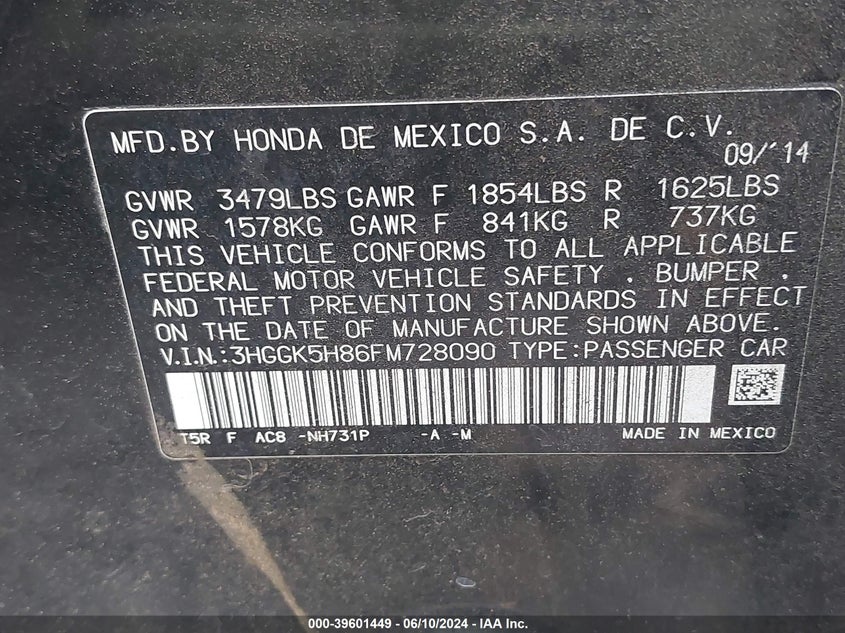 MFD.BY HONDA DE MEXICO S.A. DE C.V.
09/'14
GVWR 3479LBS GAWR F 1854LBS R 1625LBS
GVWR 1578KG GAWR F 841KG R 737KG
THIS VEHICLE CONFORMS TO ALL APPLICABLE
FEDERAL MOTOR VEHICLE SAFETY . BUMPER .
AND THEFT PREVENTION STANDARDS IN EFFECT
ON THE DATE OF MANUFACTURE SHOWN ABOVE.
V.I.N.:3HGGK5H86FM728090 TYPE:PASSENGER CAR
T5R F AC8 -NH731P -A -M MADE IN MEXICO
000-39601449 - 06/10/2024 - IAA Inc.